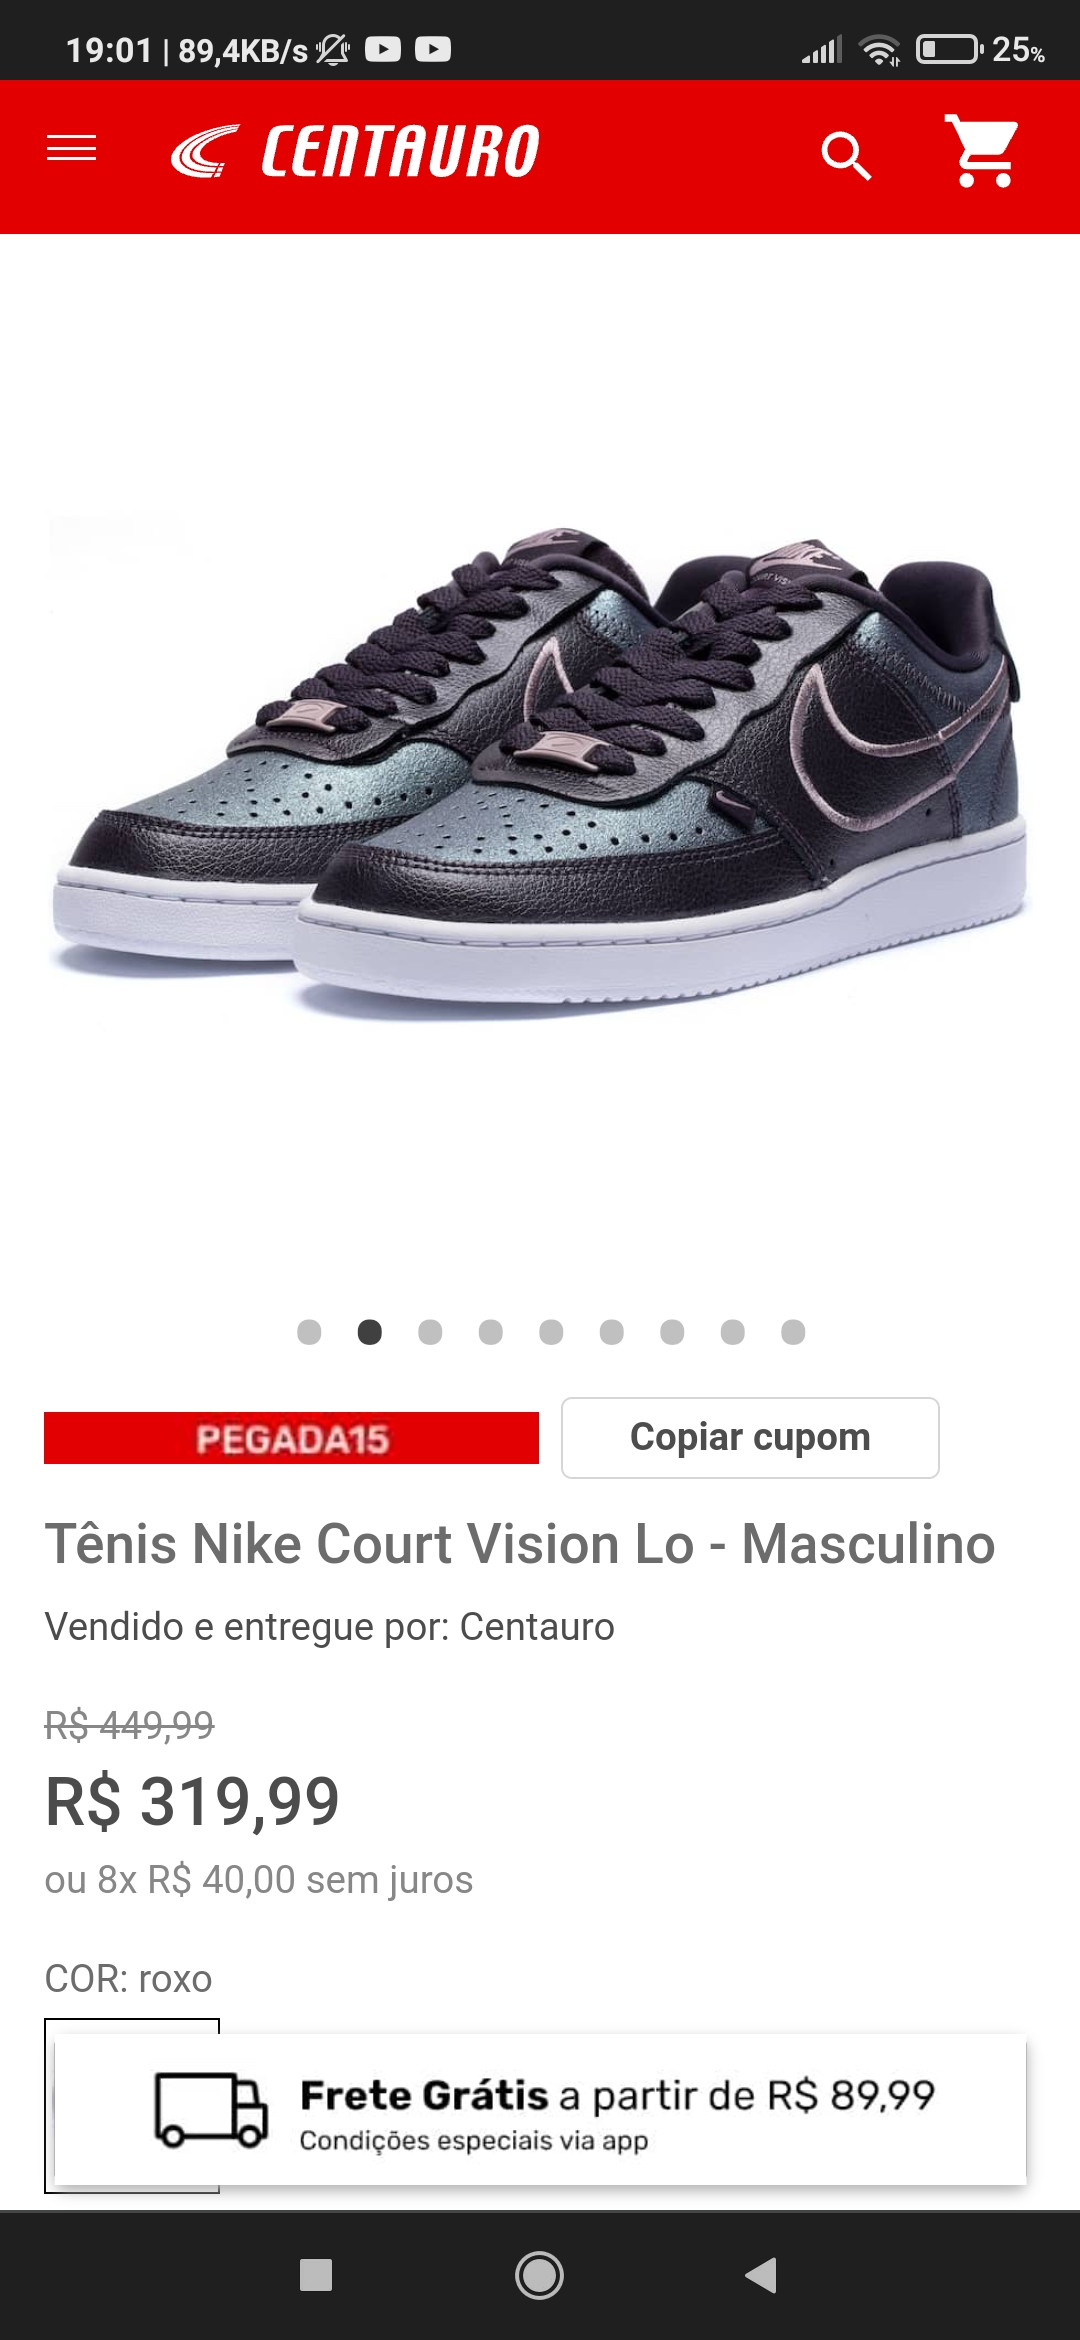 19:01 | 89,4KB/s
25%
CENTAURO
PEGADA15
Copiar cupom
Tênis Nike Court Vision Lo - Masculino
Vendido e entregue por: Centauro
R$ 449,99
R$ 319,99
ou 8x R$ 40,00 sem juros
COR: roxo
Frete Grátis a partir de R$ 89,99
Condições especiais via app